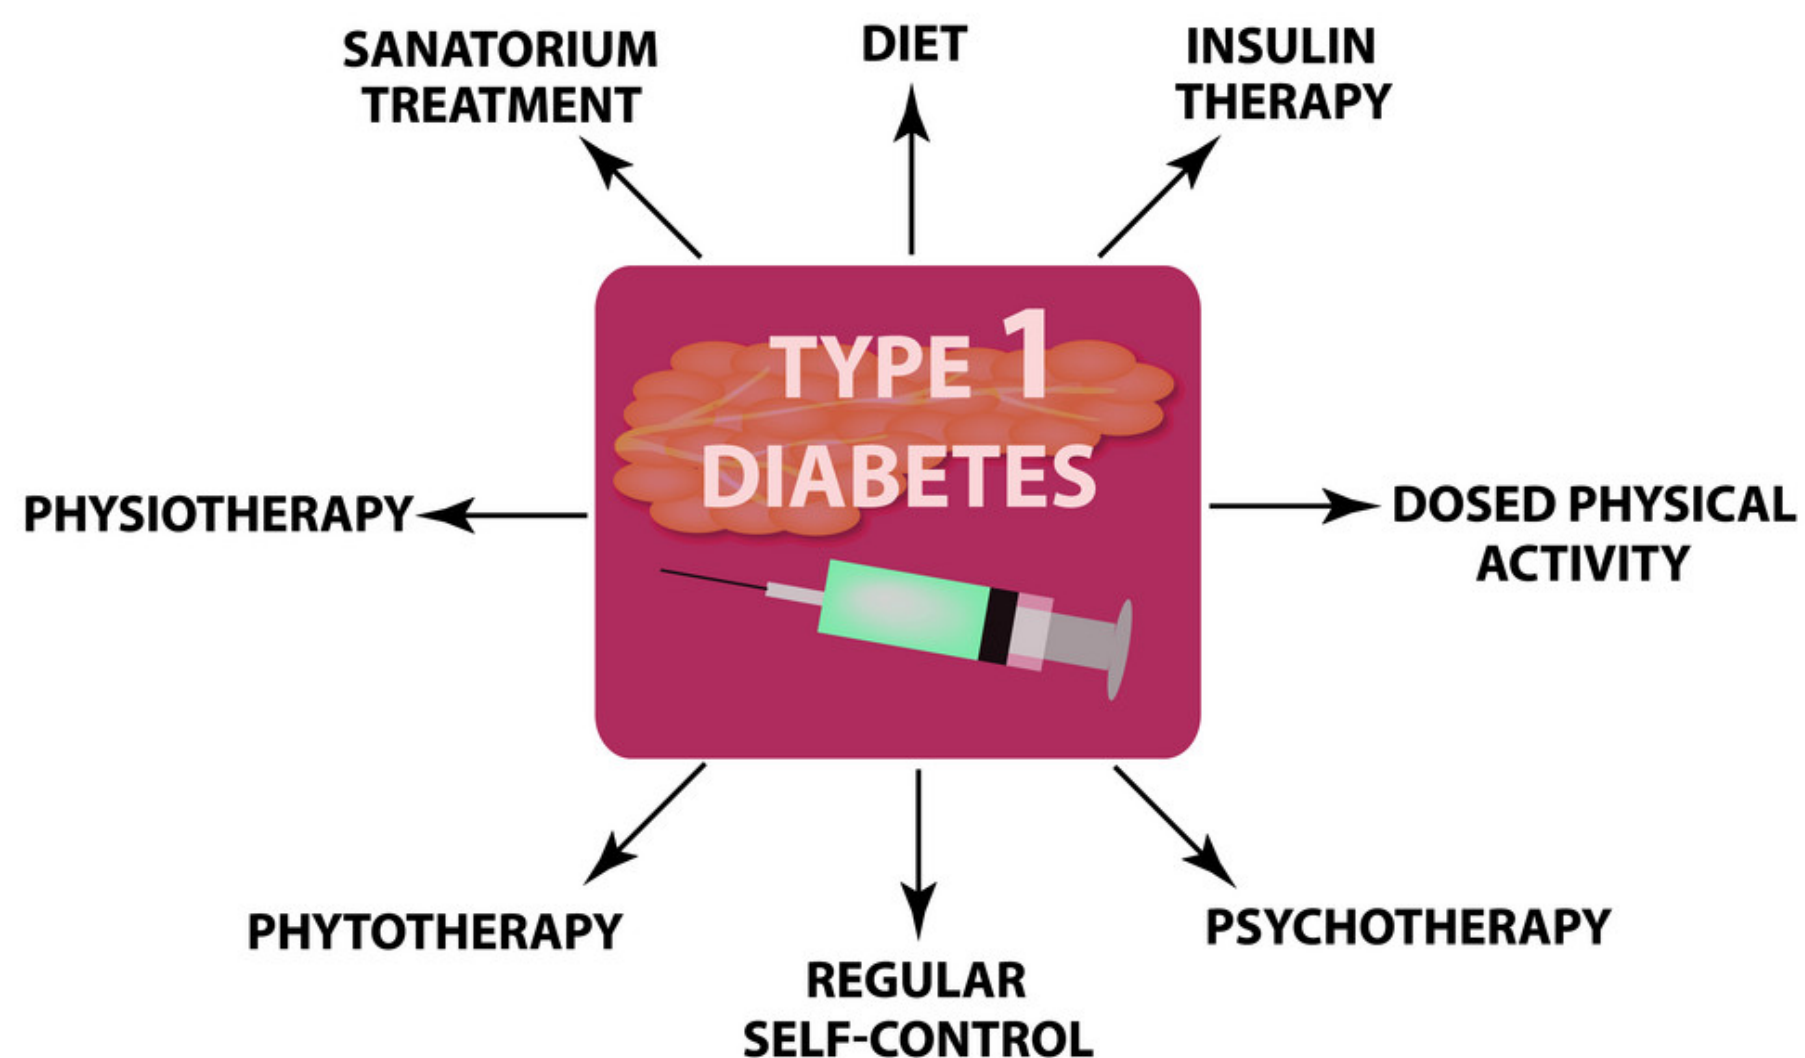 SANATORIUM
TREATMENT
DIET
INSULIN
THERAPY
TYPE 1
DIABETES
PHYSIOTHERAPY
DOSED PHYSICAL
ACTIVITY
PHYTOTHERAPY
REGULAR
SELF-CONTROL
PSYCHOTHERAPY